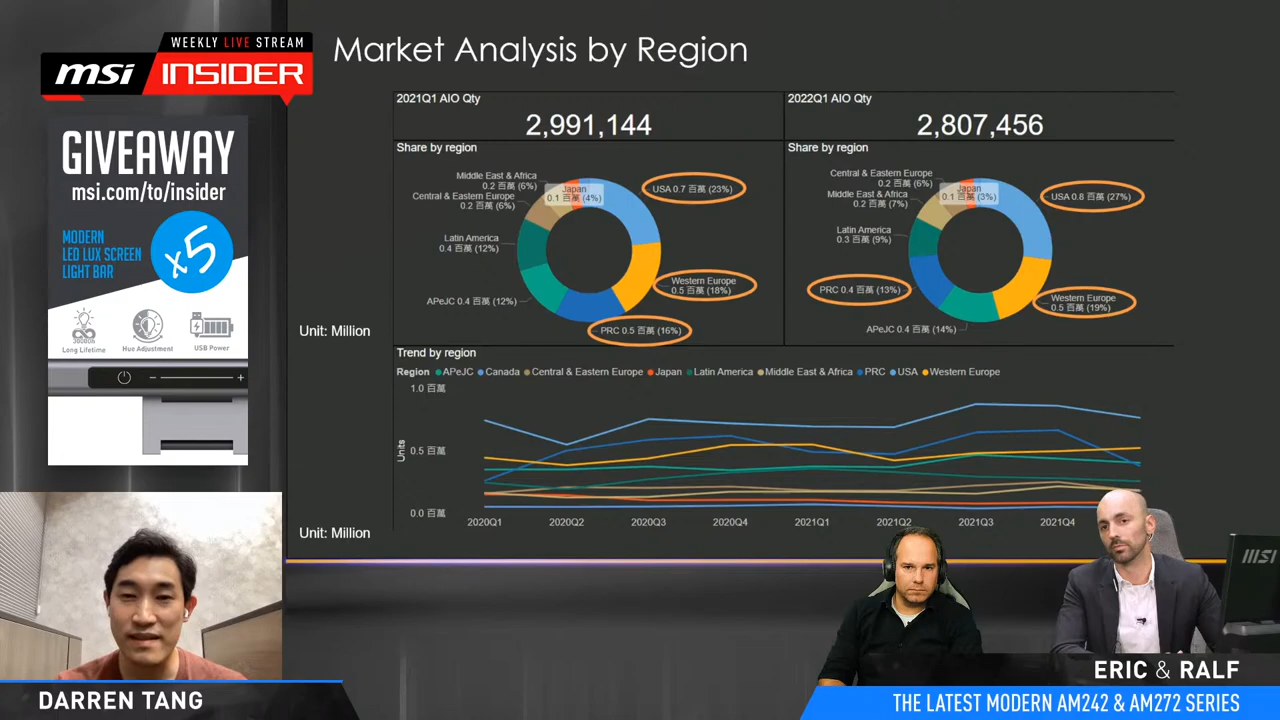 WEEKLY LIVE STREAM
msi INSIDER
GIVEAWAY
msi.com/to/insider
MODERN
LED LUX SCREEN
LIGHT BAR
x5
Long Lifetime
Hue Adjustment
USB Power
Market Analysis by Region
2021Q1 AIO Qty
2,991,144
2022Q1 AIO Qty
2,807,456
Share by region
Middle East & Africa
0.2 百萬 (6%)
Central & Eastern Europe
0.2 百萬 (6%)
Latin America
0.4 百萬 (12%)
APeJC 0.4 百萬 (12%)
Japan
0.1 百萬 (4%)
USA 0.7 百萬 (23%)
Western Europe
0.5 百萬 (18%)
PRC 0.5 百萬 (16%)
Share by region
Central & Eastern Europe
0.2 百萬 (6%)
Middle East & Africa
0.2 百萬 (7%)
Latin America
0.3 百萬 (9%)
PRC 0.4 百萬 (13%)
APeJC 0.4 百萬 (14%)
Japan
0.1 百萬 (3%)
USA 0.8 百萬 (27%)
Western Europe
0.5 百萬 (19%)
Unit: Million
Trend by region
Region APeJC Canada Central & Eastern Europe Japan Latin America Middle East & Africa PRC USA Western Europe
1.0 百萬
0.5 百萬
0.0 百萬
Units
2020Q1 2020Q2 2020Q3 2020Q4 2021Q1 2021Q2 2021Q3 2021Q4
Unit: Million
msi
DARREN TANG
ERIC & RALF
THE LATEST MODERN AM242 & AM272 SERIES